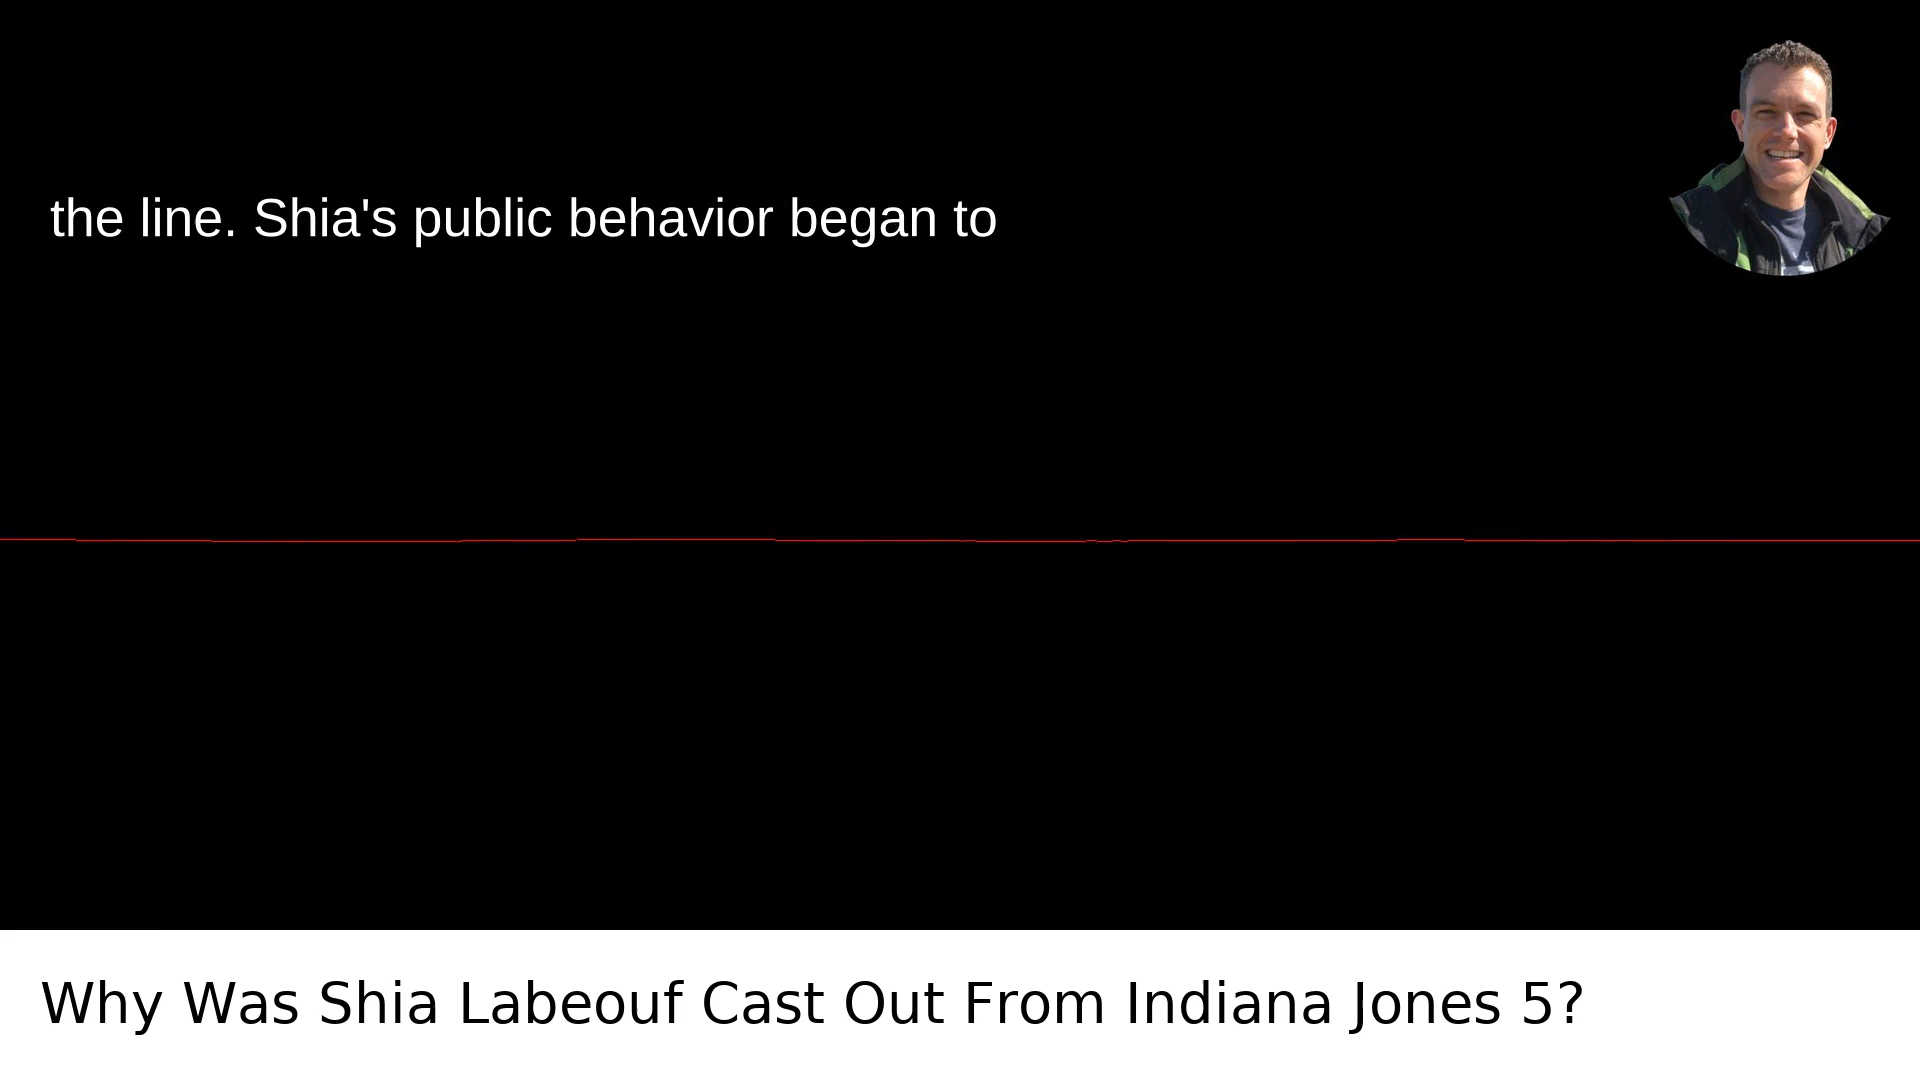 the line. Shia's public behavior began to
Why Was Shia Labeouf Cast Out From Indiana Jones 5?